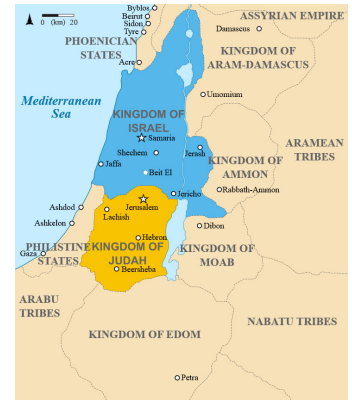 Byblos
ASSYRIAN EMPIRE
0 (km) 20
Beirut
Sidon
Tyre
Damascus
PHOENICIAN
STATES
KINGDOM OF
ARAM-DAMASCUS
Acre
Mediterranean
Sea
Umomium
KINGDOM OF
ISRAEL
Samaria
Shechem
Jerash
ARAMEAN
TRIBES
Jaffa
KINGDOM OF
AMMON
Beit El
Rabbath-Ammon
Jericho
Ashdod
Jerusalem
Lachish
Ashkelon
Dibon
Hebron
PHILISTINE
STATES
Gaza
KINGDOM OF
JUDAH
KINGDOM OF
MOAB
Beersheba
ARABU
TRIBES
NABATU TRIBES
KINGDOM OF EDOM
Petra